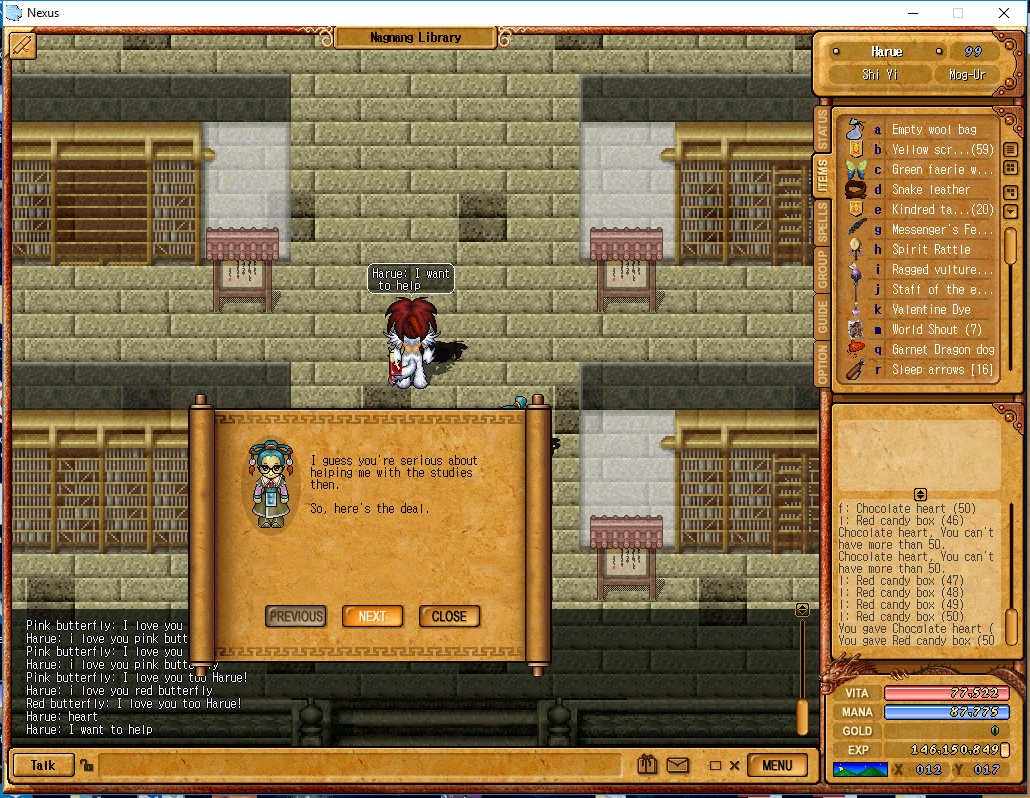 Nexus
Nagnang Library
Harue 99
Shi Yi Mog-Ur
STATUS
ITEMS
SPELLS
GROUP
GUIDE
OPTION
a Empty wool bag
b Yellow scr...(59)
c Green faerie w...
d Snake leather
e Kindred ta...(20)
g Messenger's Fe...
h Spirit Rattle
i Ragged vulture...
j Staff of the e...
k Valentine Dye
m World Shout (7)
q Garnet Dragon dog
r Sleep arrows [16]
Harue: I want
to help
I guess you're serious about
helping me with the studies
then.
So, here's the deal.
PREVIOUS NEXT CLOSE
f: Chocolate heart (50)
l: Red candy box (46)
Chocolate heart, You can't
have more than 50.
Chocolate heart, You can't
have more than 50.
l: Red candy box (47)
l: Red candy box (48)
l: Red candy box (49)
l: Red candy box (50)
You gave Chocolate heart (
You gave Red candy box (50
Pink butterfly: I love you
Harue: i love you pink butt
Pink butterfly: I love you
Harue: i love you pink butterfly
Pink butterfly: I love you too Harue!
Harue: i love you red butterfly
Red butterfly: I love you too Harue!
Harue: heart
Harue: I want to help
VITA 77,522
MANA 87,775
GOLD 0
EXP 146,150,849
X 012 Y 017
Talk
MENU